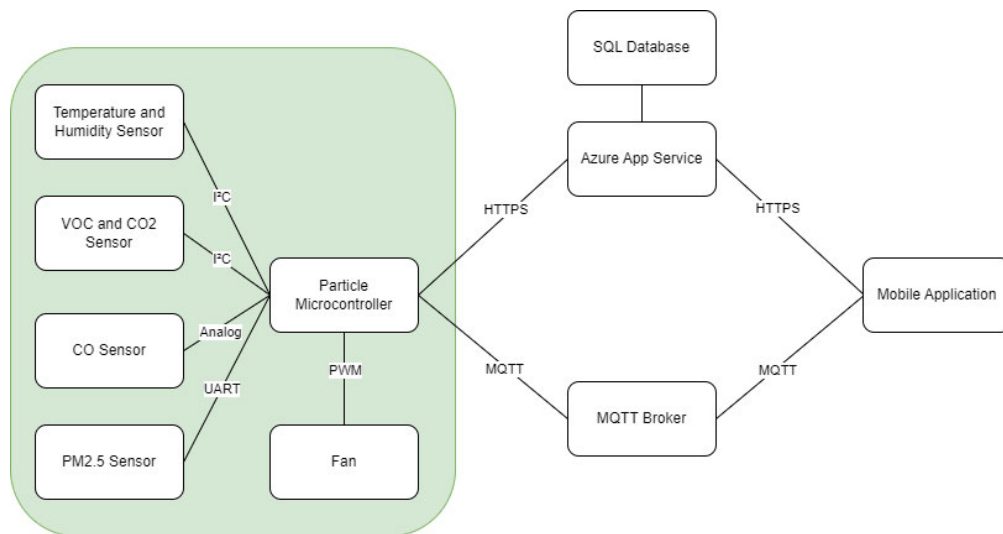 SQL Database
Temperature and
Humidity Sensor
Azure App Service
I²C
HTTPS
HTTPS
VOC and CO2
Sensor
I²C
Particle
Microcontroller
Mobile Application
Analog
CO Sensor
UART
PWM
MQTT
MQTT
MQTT Broker
PM2.5 Sensor
Fan